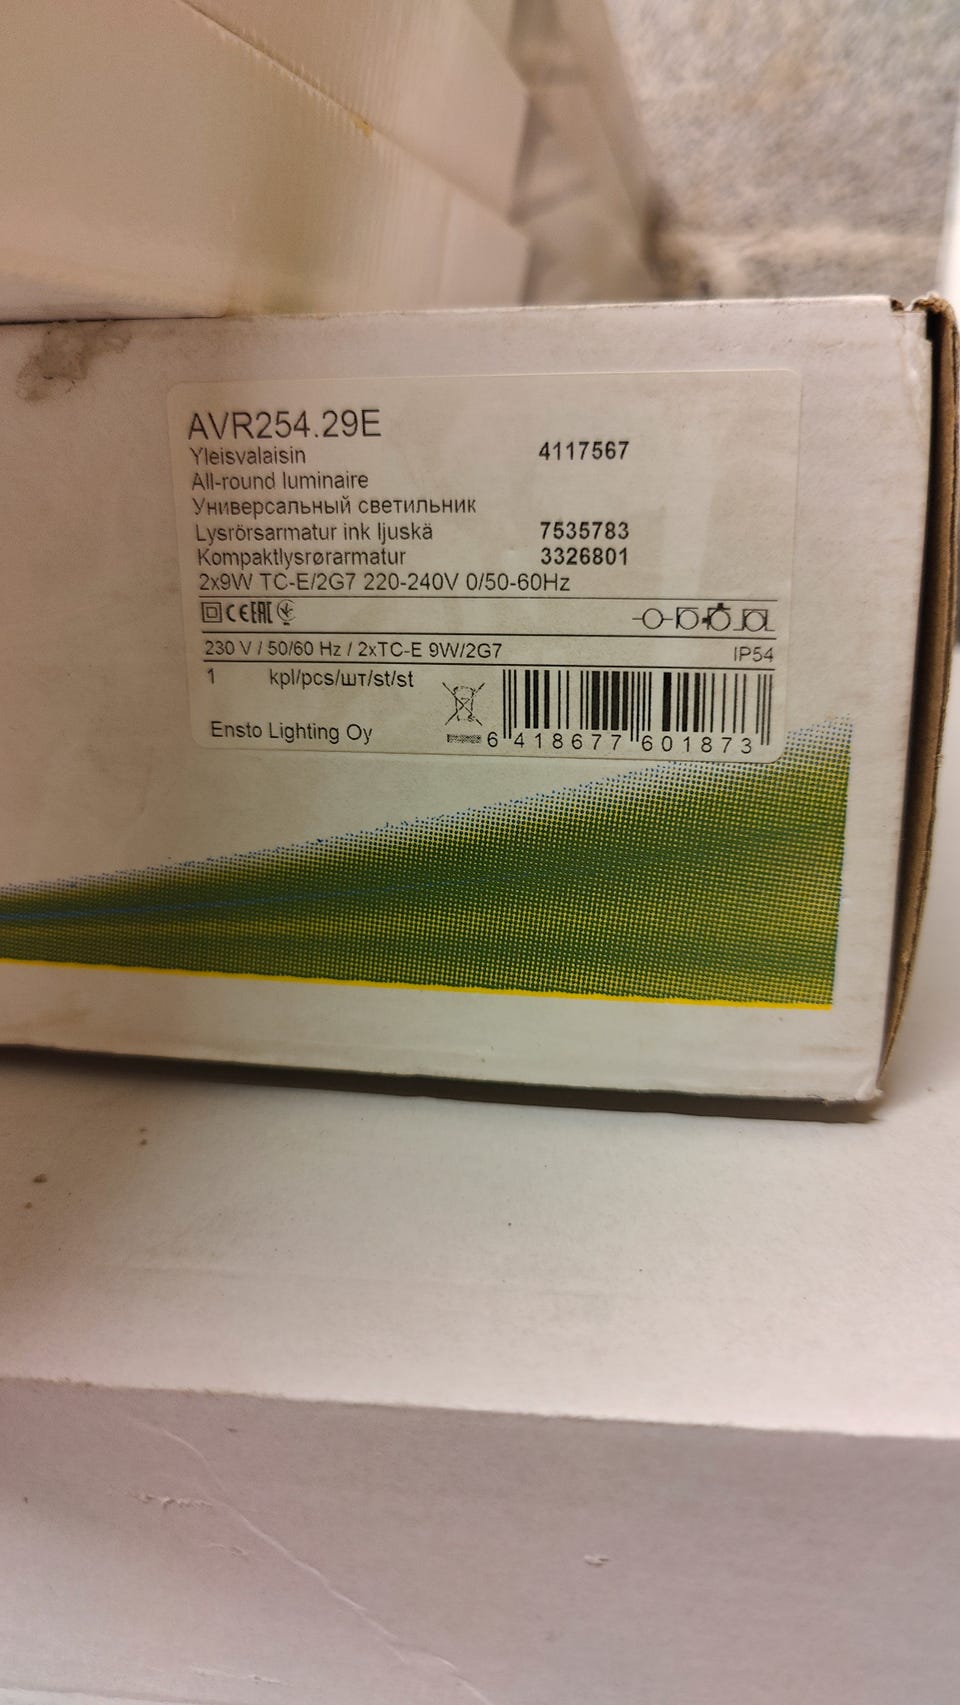 AVR254.29E
Yleisvalaisin 4117567
All-round luminaire
Универсальный светильник
Lysrörsarmatur ink ljuskä 7535783
Kompaktlysrørarmatur 3326801
2x9W TC-E/2G7 220-240V 0/50-60Hz
CE EAC
230 V / 50/60 Hz / 2xTC-E 9W/2G7 IP54
1 kpl/pcs/шт/st/st
Ensto Lighting Oy
6 418677 601873